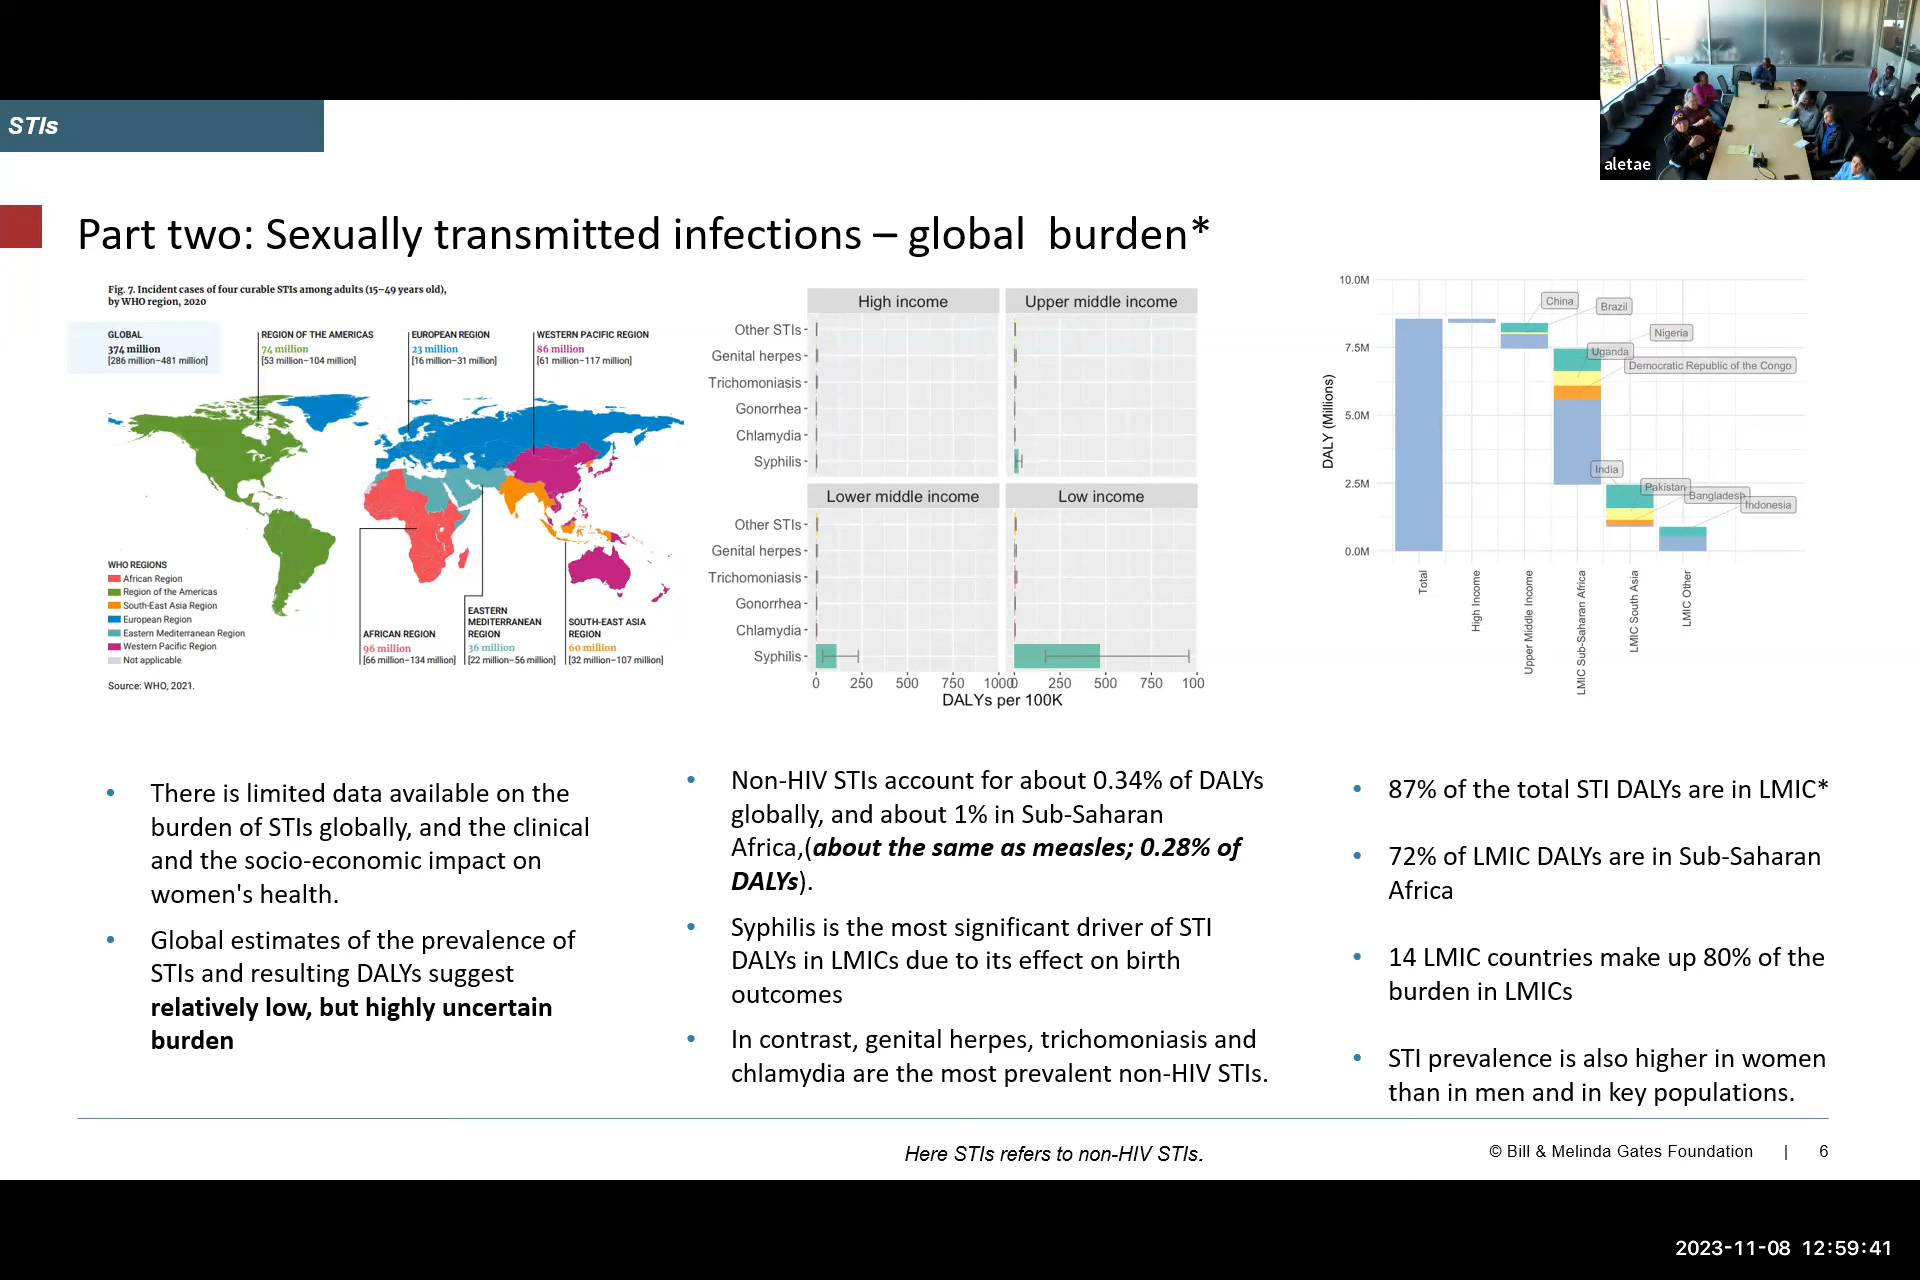 aletae
STIs
Part two: Sexually transmitted infections – global burden*
Fig. 7. Incident cases of four curable STIs among adults (15–49 years old),
by WHO region, 2020
GLOBAL
374 million
[286 million–481 million]
REGION OF THE AMERICAS
74 million
[53 million–104 million]
EUROPEAN REGION
23 million
[16 million–31 million]
WESTERN PACIFIC REGION
86 million
[61 million–117 million]
WHO REGIONS
African Region
Region of the Americas
South-East Asia Region
European Region
Eastern Mediterranean Region
Western Pacific Region
Not applicable
AFRICAN REGION
96 million
[66 million–134 million]
EASTERN
MEDITERRANEAN
REGION
36 million
[22 million–56 million]
SOUTH-EAST ASIA
REGION
60 million
[32 million–107 million]
Source: WHO, 2021.
High income
Upper middle income
Other STIs
Genital herpes
Trichomoniasis
Gonorrhea
Chlamydia
Syphilis
Lower middle income
Low income
Other STIs
Genital herpes
Trichomoniasis
Gonorrhea
Chlamydia
Syphilis
0 250 500 750 1000
0 250 500 750 100
DALYs per 100K
DALY (Millions)
10.0M
7.5M
5.0M
2.5M
0.0M
China
Brazil
Nigeria
Uganda
Democratic Republic of the Congo
India
Pakistan
Bangladesh
Indonesia
Total
High Income
Upper Middle Income
LMIC Sub-Saharan Africa
LMIC South Asia
LMIC Other
• There is limited data available on the
burden of STIs globally, and the clinical
and the socio-economic impact on
women's health.
• Global estimates of the prevalence of
STIs and resulting DALYs suggest
relatively low, but highly uncertain
burden
• Non-HIV STIs account for about 0.34% of DALYs
globally, and about 1% in Sub-Saharan
Africa,(about the same as measles; 0.28% of
DALYs).
• Syphilis is the most significant driver of STI
DALYs in LMICs due to its effect on birth
outcomes
• In contrast, genital herpes, trichomoniasis and
chlamydia are the most prevalent non-HIV STIs.
• 87% of the total STI DALYs are in LMIC*
• 72% of LMIC DALYs are in Sub-Saharan
Africa
• 14 LMIC countries make up 80% of the
burden in LMICs
• STI prevalence is also higher in women
than in men and in key populations.
Here STIs refers to non-HIV STIs.
© Bill & Melinda Gates Foundation | 6
2023-11-08 12:59:41